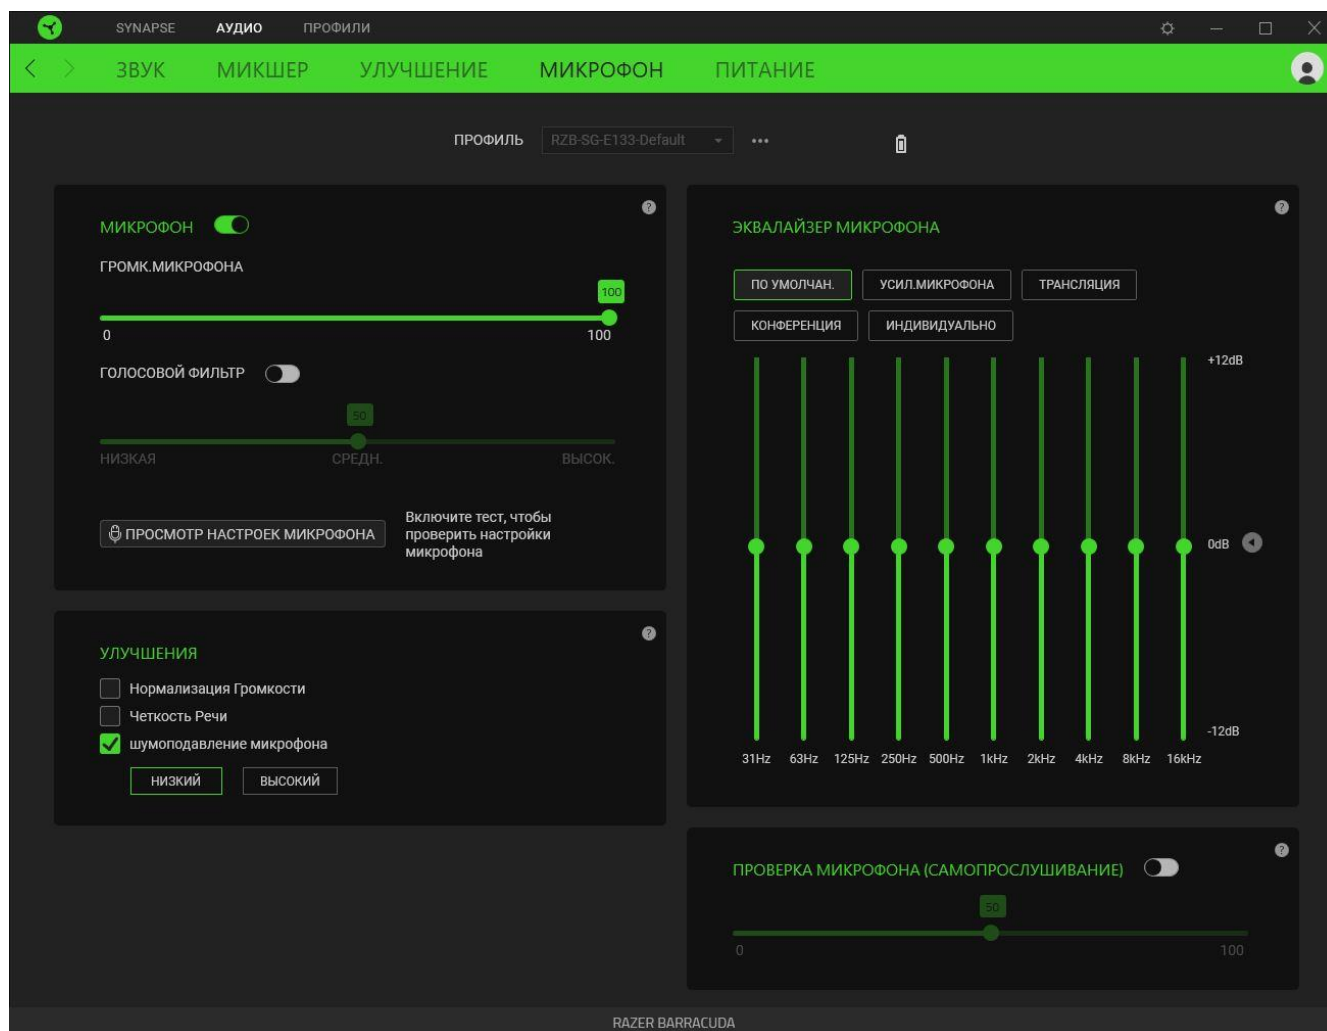 SYNAPSE АУДИО ПРОФИЛИ
ЗВУК МИКШЕР УЛУЧШЕНИЕ МИКРОФОН ПИТАНИЕ
ПРОФИЛЬ RZB-SG-E133-Default
МИКРОФОН
ГРОМК.МИКРОФОНА
100
0 100
ГОЛОСОВОЙ ФИЛЬТР
50
НИЗКАЯ СРЕДН. ВЫСОК.
ПРОСМОТР НАСТРОЕК МИКРОФОНА
Включите тест, чтобы
проверить настройки
микрофона
УЛУЧШЕНИЯ
Нормализация Громкости
Четкость Речи
шумоподавление микрофона
НИЗКИЙ ВЫСОКИЙ
ЭКВАЛАЙЗЕР МИКРОФОНА
ПО УМОЛЧАН. УСИЛ.МИКРОФОНА ТРАНСЛЯЦИЯ
КОНФЕРЕНЦИЯ ИНДИВИДУАЛЬНО
+12dB
0dB
-12dB
31Hz 63Hz 125Hz 250Hz 500Hz 1kHz 2kHz 4kHz 8kHz 16kHz
ПРОВЕРКА МИКРОФОНА (САМОПРОСЛУШИВАНИЕ)
50
0 100
RAZER BARRACUDA